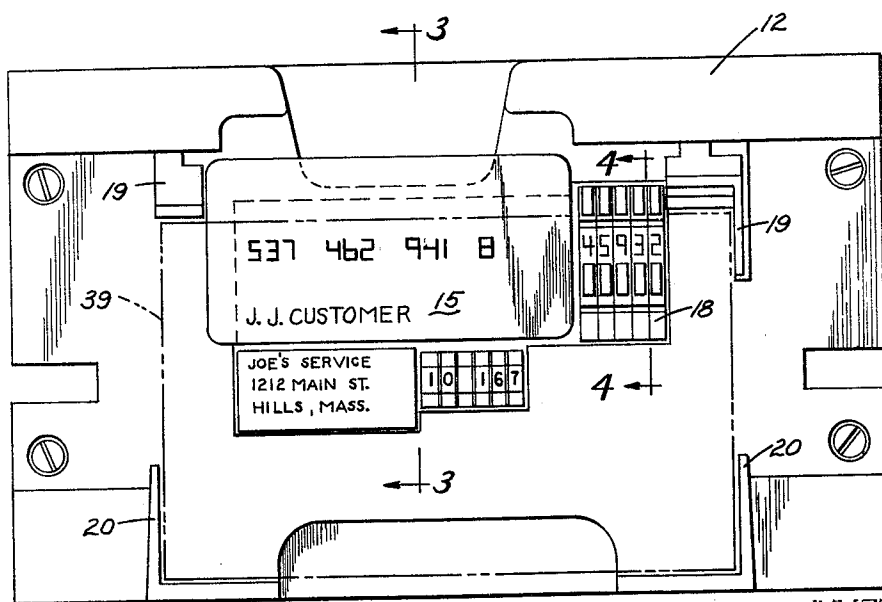 3
12
4
19
19
537 462 941 8
45932
39
J. J. CUSTOMER 15
18
JOE'S SERVICE
1212 MAIN ST.
HILLS, MASS.
10 167
4
20
20
3